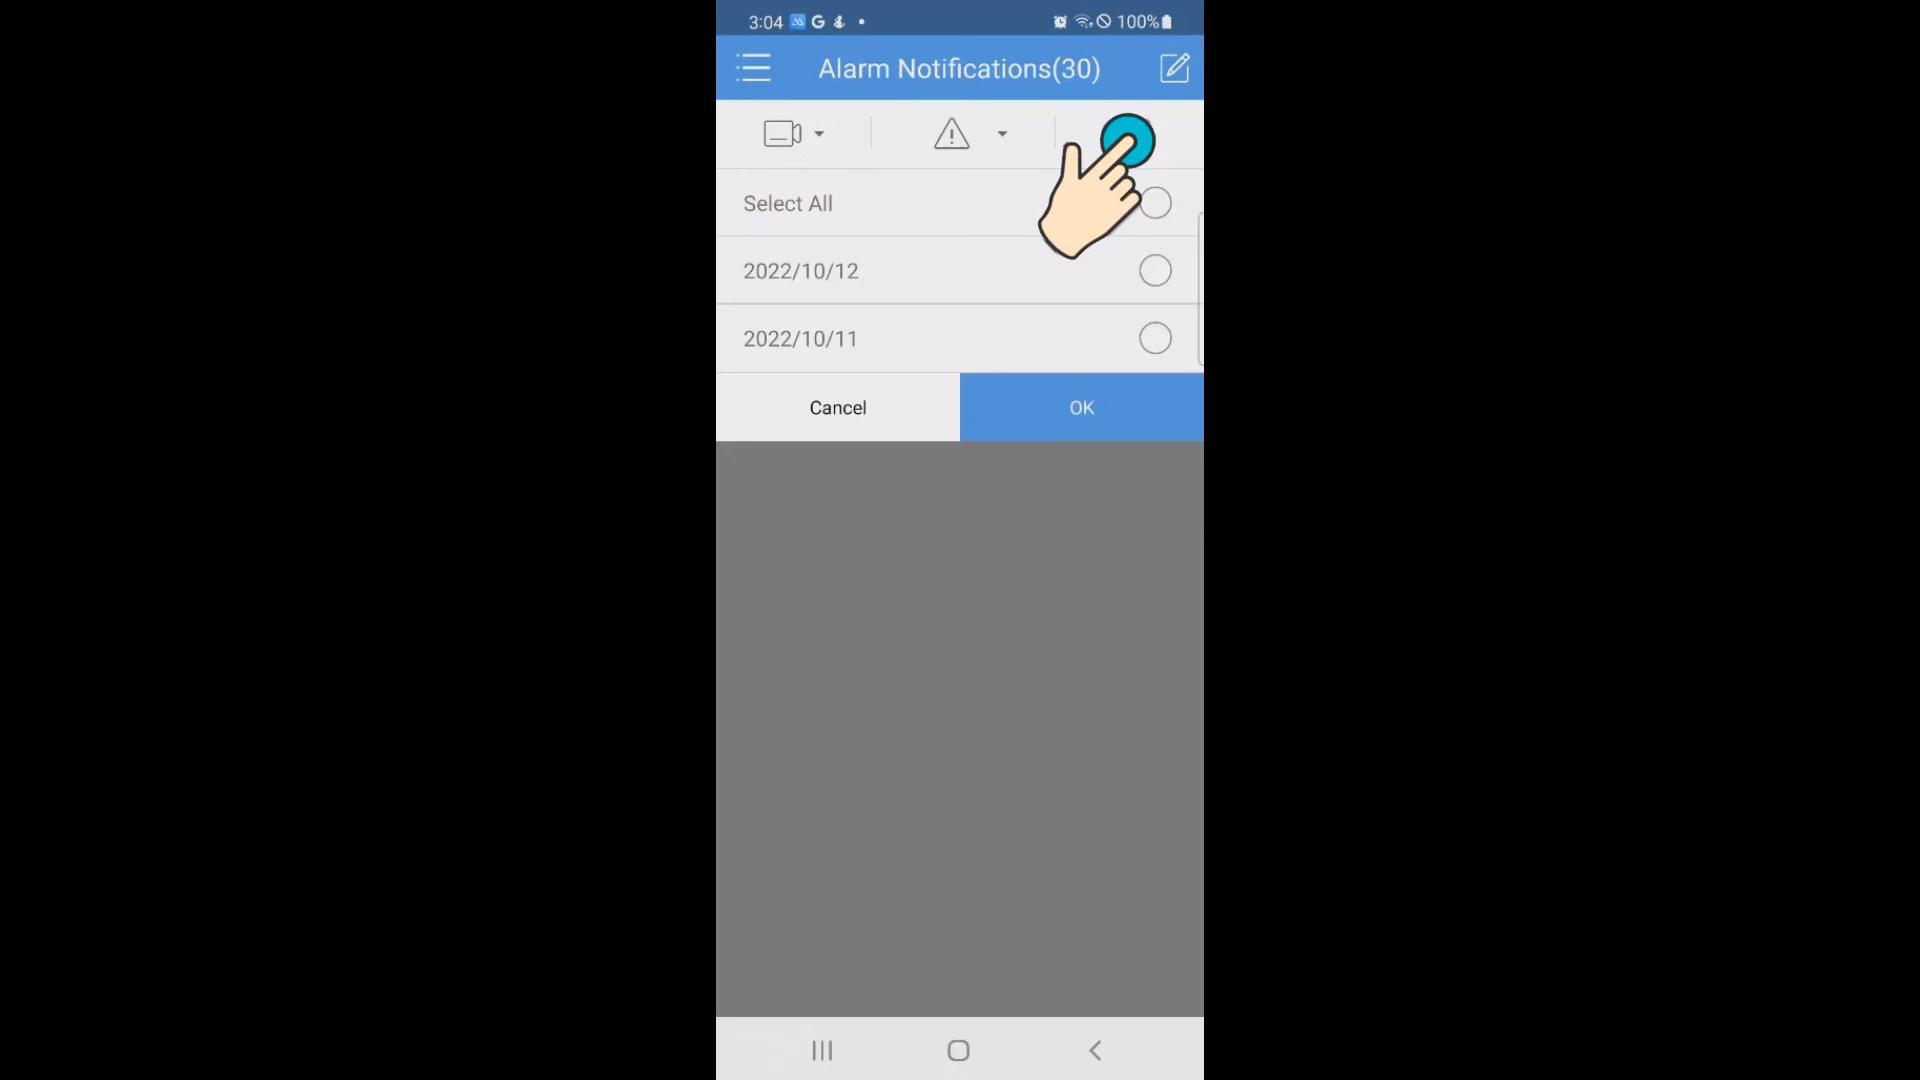 3:04 G 100%
Alarm Notifications(30)
Select All
2022/10/12
2022/10/11
Cancel OK